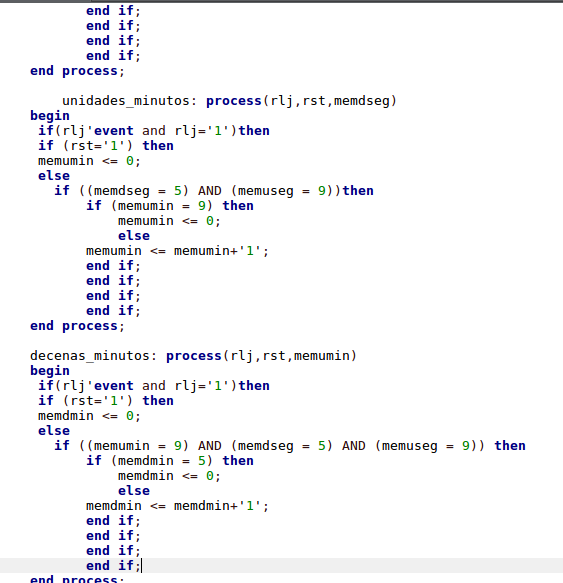 end if;
end if;
end if;
end if;
end process;
unidades_minutos: process(rlj,rst,memdseg)
begin
if(rlj'event and rlj='1')then
if (rst='1') then
memumin <= 0;
else
if ((memdseg = 5) AND (memuseg = 9))then
if (memumin = 9) then
memumin <= 0;
else
memumin <= memumin+'1';
end if;
end if;
end if;
end if;
end process;
decenas_minutos: process(rlj,rst,memumin)
begin
if(rlj'event and rlj='1')then
if (rst='1') then
memdmin <= 0;
else
if ((memumin = 9) AND (memdseg = 5) AND (memuseg = 9)) then
if (memdmin = 5) then
memdmin <= 0;
else
memdmin <= memdmin+'1';
end if;
end if;
end if;
end if;
end process;